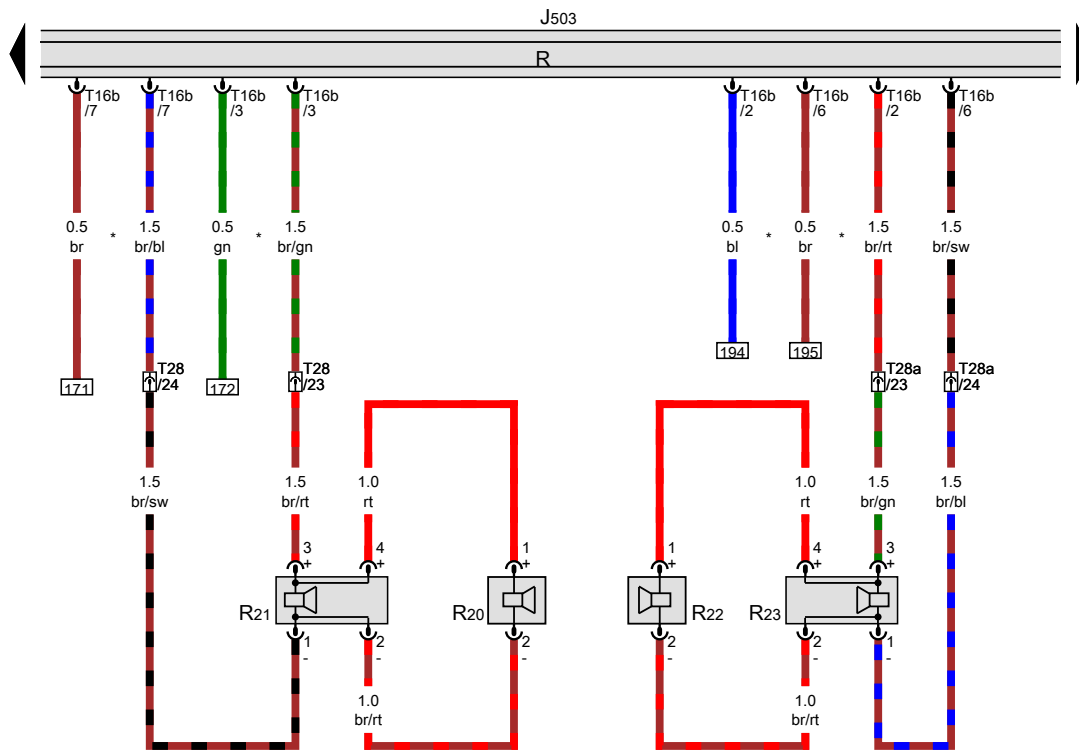 J503
R
T16b /7
T16b /7
T16b /3
T16b /3
T16b /2
T16b /6
T16b /2
T16b /6
0.5 br
*
1.5 br/bl
0.5 gn
*
1.5 br/gn
0.5 bl
*
0.5 br
*
1.5 br/rt
1.5 br/sw
194
195
171
T28 /24
172
T28 /23
T28a /23
T28a /24
1.5 br/sw
1.5 br/rt
1.0 rt
1.0 rt
1.5 br/gn
1.5 br/bl
3 +
4 +
1 +
1 +
4 +
3 +
R21
R20
R22
R23
1 -
2 -
2 -
2 -
2 -
1 -
1.0 br/rt
1.0 br/rt